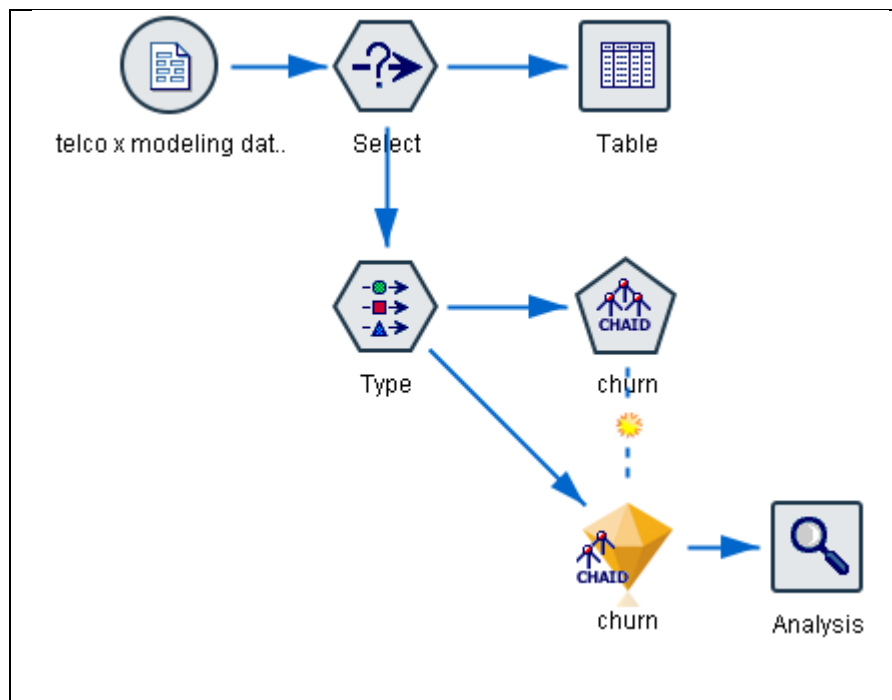 telco x modeling dat..
Select
Table
Type
CHAID
churn
CHAID
churn
Analysis